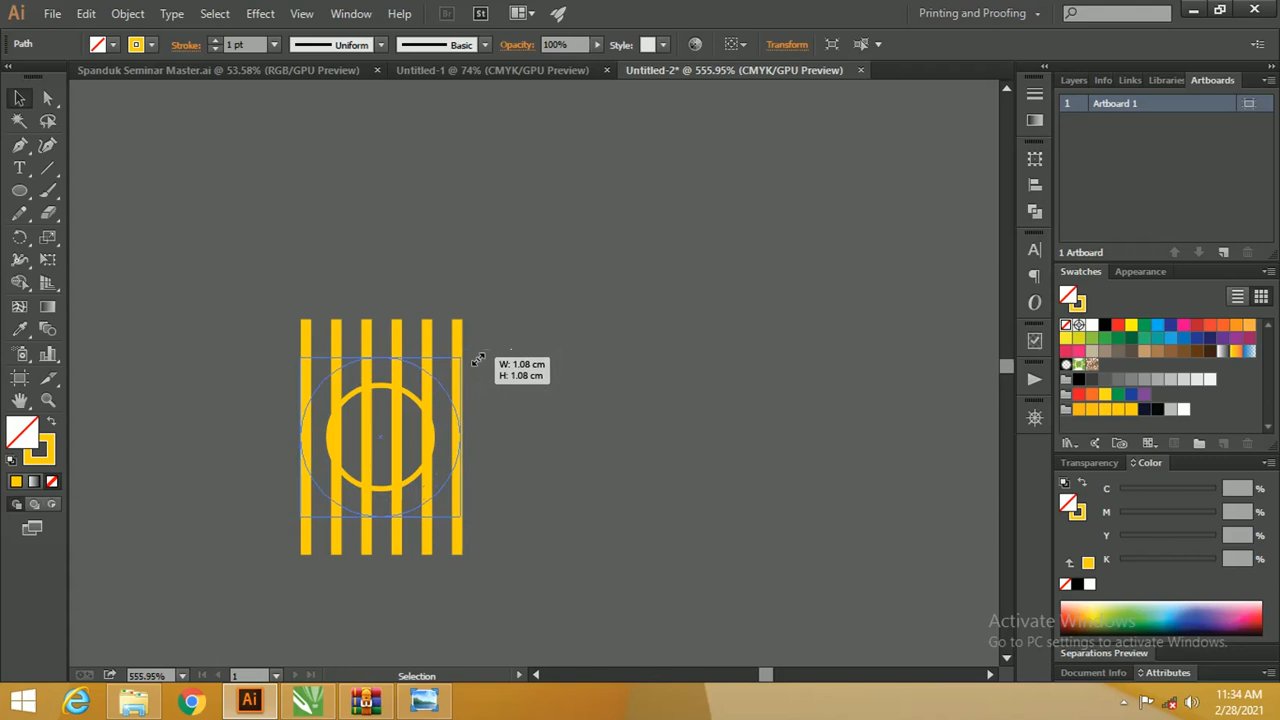 Ai File Edit Object Type Select Effect View Window Help Br St Printing and Proofing
Path Stroke: 1 pt Uniform Basic Opacity: 100% Style: Transform
Spanduk Seminar Master.ai @ 53.58% (RGB/GPU Preview) × Untitled-1 @ 74% (CMYK/GPU Preview) × Untitled-2* @ 555.95% (CMYK/GPU Preview) ×
Layers Info Links Libraries Artboards
1 Artboard 1
1 Artboard
Swatches Appearance
W: 1.08 cm
H: 1.08 cm
Transparency Color
C %
M %
Y %
K %
Activate Windows
Go to PC settings to activate Windows.
Separations Preview
Document Info Attributes
555.95% 1 Selection
Ai
11:34 AM
2/28/2021